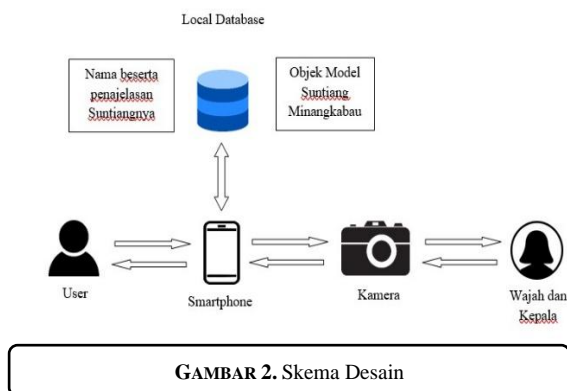 Local Database
Nama beserta
penajelasan
Suntiangnya
Objek Model
Suntiang
Minangkabau
User
Smartphone
Kamera
Wajah dan
Kepala
GAMBAR 2. Skema Desain